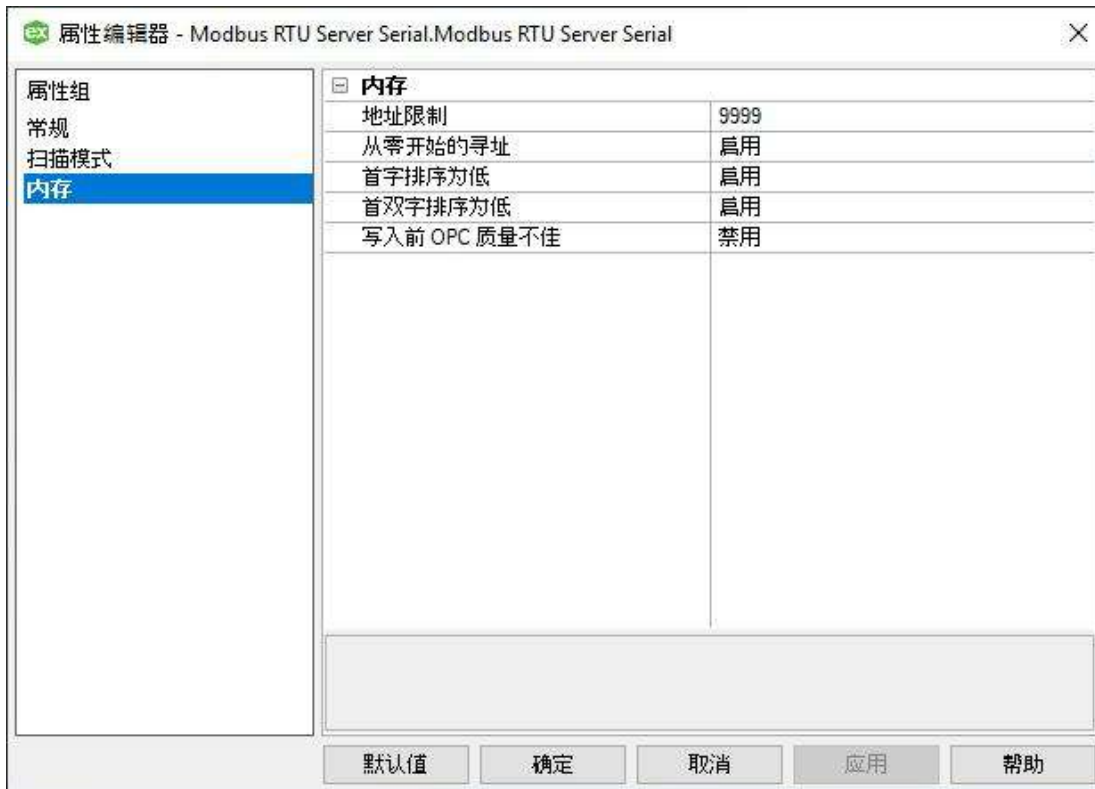 属性编辑器 - Modbus RTU Server Serial.Modbus RTU Server Serial
属性组
常规
扫描模式
内存
内存
地址限制 9999
从零开始的寻址 启用
首字排序为低 启用
首双字排序为低 启用
写入前 OPC 质量不佳 禁用
默认值 确定 取消 应用 帮助